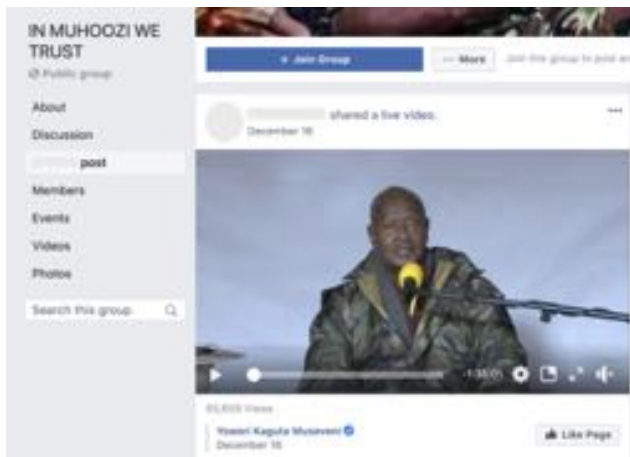 IN MUHOOZI WE
TRUST
Public group
About
Discussion
post
Members
Events
Videos
Photos
Search this group
+ Join Group
··· More
Join this group to post
shared a live video.
December 16
Views
Yoweri Kaguta Museveni
December 16
Like Page